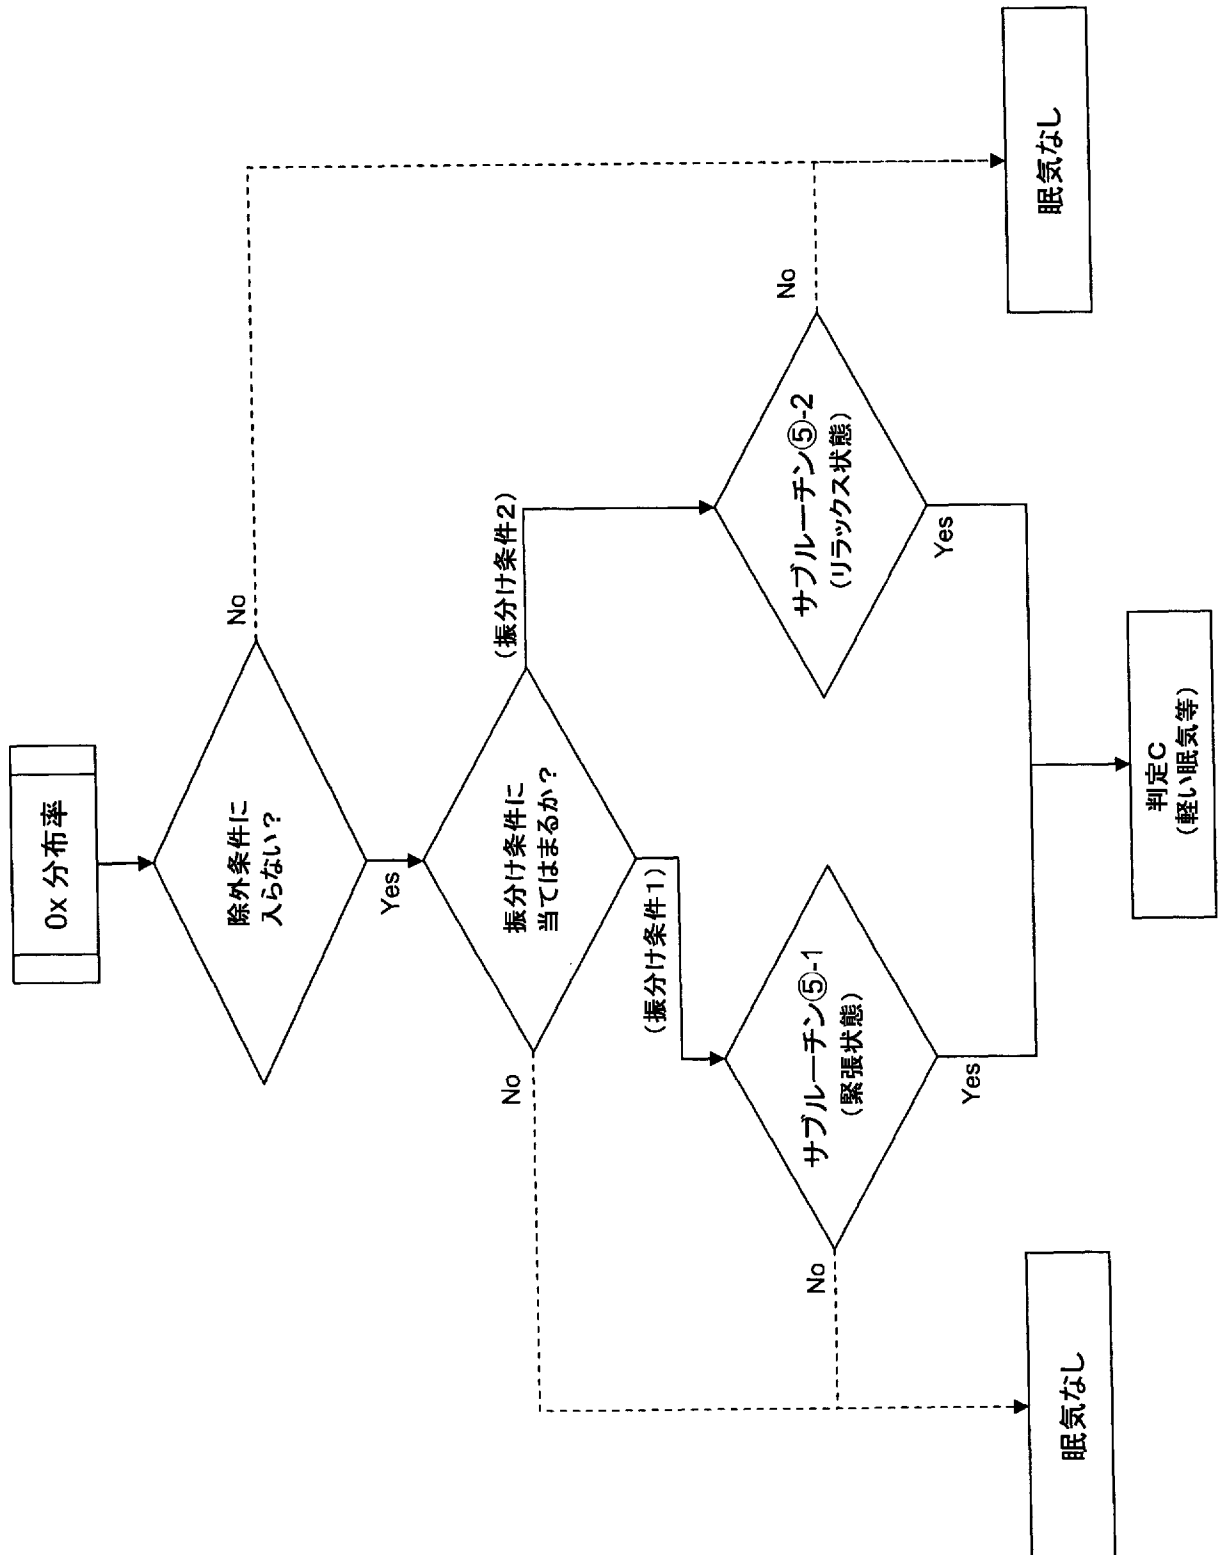 0x 分布率
除外条件に
入らない?
No
Yes
振分け条件に
当てはまるか?
No
(振分け条件2)
(振分け条件1)
サブルーチン⑤-1
(緊張状態)
No
Yes
サブルーチン⑤-2
(リラックス状態)
No
Yes
眠気なし
眠気なし
判定C
(軽い眠気等)